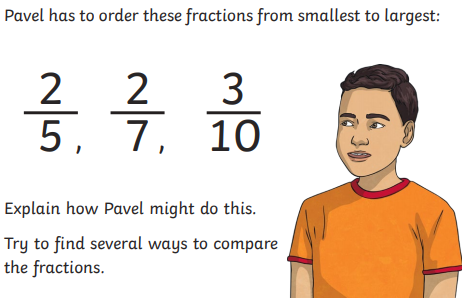 Pavel has to order these fractions from smallest to largest:
2/5, 2/7, 3/10
Explain how Pavel might do this.
Try to find several ways to compare
the fractions.